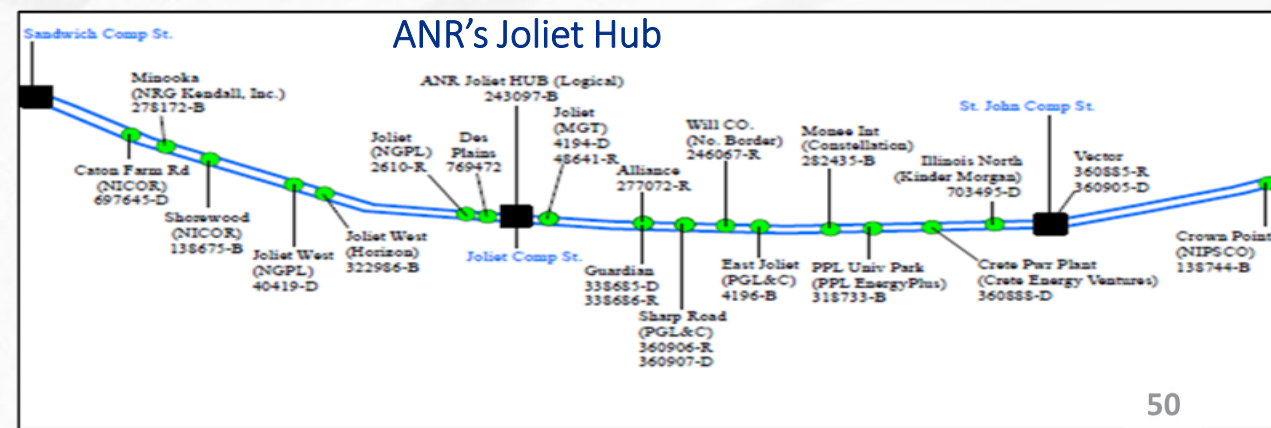 ANR's Joliet Hub
Sandwich Comp St.
Minooka
(NRG Kendall, Inc.)
278172-B
Caton Farm Rd
(NICOR)
697645-D
Shorewood
(NICOR)
138675-B
Joliet West
(NGPL)
40419-D
Joliet West
(Horizon)
322986-B
Joliet
(NGPL)
2610-R
Des
Plains
769472
ANR Joliet HUB (Logical)
243097-B
Joliet Comp St.
Joliet
(MGT)
4194-D
48641-R
Alliance
277072-R
Guardian
338685-D
338686-R
Sharp Road
(PGL&C)
360906-R
360907-D
Will CO.
(No. Border)
246067-R
East Joliet
(PGL&C)
4196-B
Monee Int
(Constellation)
282435-B
PPL Univ Park
(PPL EnergyPlus)
318733-B
Illinois North
(Kinder Morgan)
703495-D
Crete Pwr Plant
(Crete Energy Ventures)
360888-D
St. John Comp St.
Vector
360885-R
360905-D
Crown Point
(NIPSCO)
138744-B
50